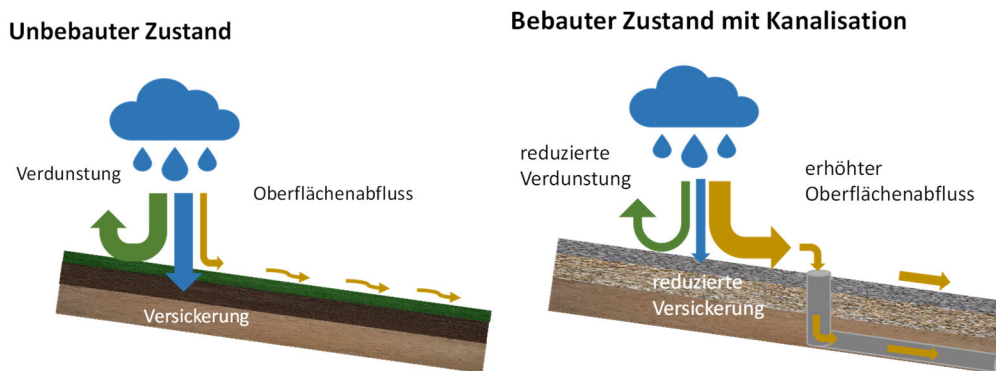 Unbebauter Zustand
Verdunstung
Oberflächenabfluss
Versickerung
Bebauter Zustand mit Kanalisation
reduzierte
Verdunstung
erhöhter
Oberflächenabfluss
reduzierte
Versickerung